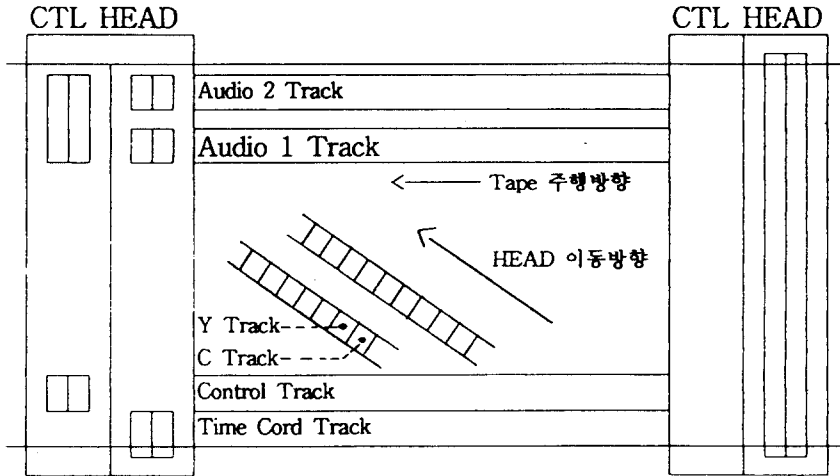 CTL HEAD
CTL HEAD
Audio 2 Track
Audio 1 Track
Tape 주행방향
HEAD 이동방향
Y Track
C Track
Control Track
Time Cord Track